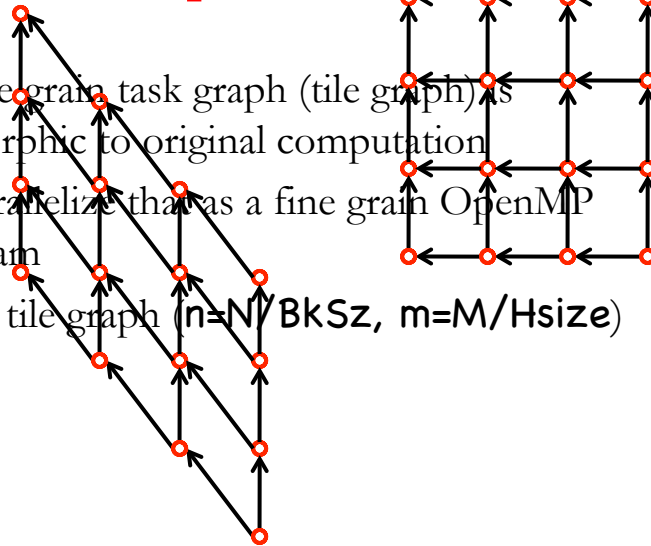 e grain task graph (tile graph) is
rphic to original computation
rallelize that as a fine grain OpenMP
am
tile graph (n=N/BkSz, m=M/Hsize)